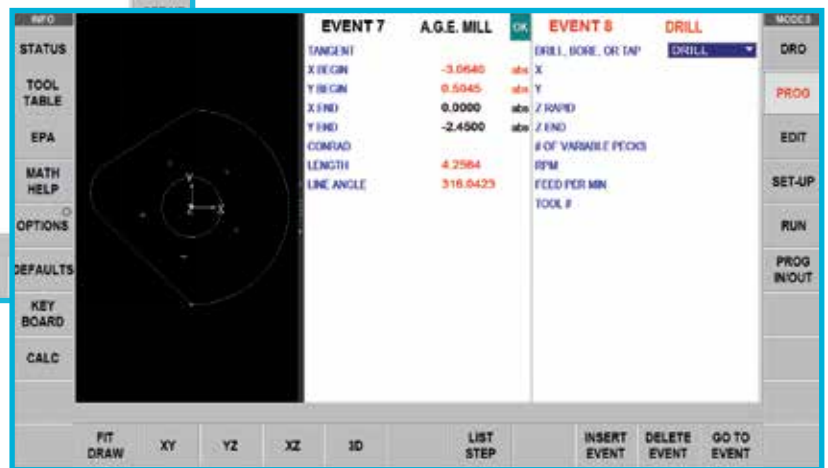 INFO
STATUS
TOOL
TABLE
EPA
MATH
HELP
OPTIONS
DEFAULTS
KEY
BOARD
CALC
Y
X
EVENT 7 A.G.E. MILL OK
TANGENT
X BEGIN -3.0640 abs
Y BEGIN 0.5045 abs
X END 0.0000 abs
Y END -2.4500 abs
CONRAD
LENGTH 4.2564
LINE ANGLE 316.0423
EVENT 8 DRILL
DRILL, BORE, OR TAP DRILL
X
Y
Z RAPID
Z END
# OF VARIABLE PECKS
RPM
FEED PER MIN
TOOL #
MODES
DRO
PROG
EDIT
SET-UP
RUN
PROG
IN/OUT
FIT
DRAW
XY
YZ
XZ
3D
LIST
STEP
INSERT
EVENT
DELETE
EVENT
GO TO
EVENT